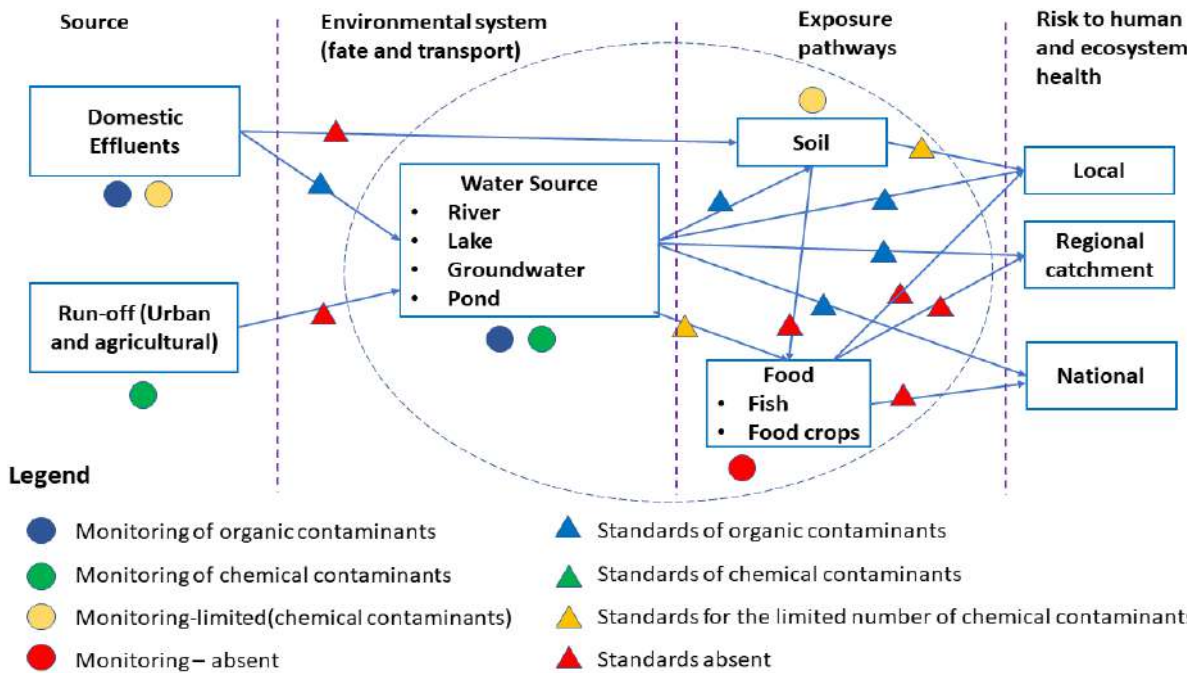 Source
Environmental system
(fate and transport)
Exposure
pathways
Risk to human
and ecosystem
health
Domestic
Effluents
Soil
Local
Water Source
• River
• Lake
• Groundwater
• Pond
Regional
catchment
Run-off (Urban
and agricultural)
National
Food
• Fish
• Food crops
Legend
Monitoring of organic contaminants
Monitoring of chemical contaminants
Monitoring-limited(chemical contaminants)
Monitoring – absent
Standards of organic contaminants
Standards of chemical contaminants
Standards for the limited number of chemical contaminants
Standards absent